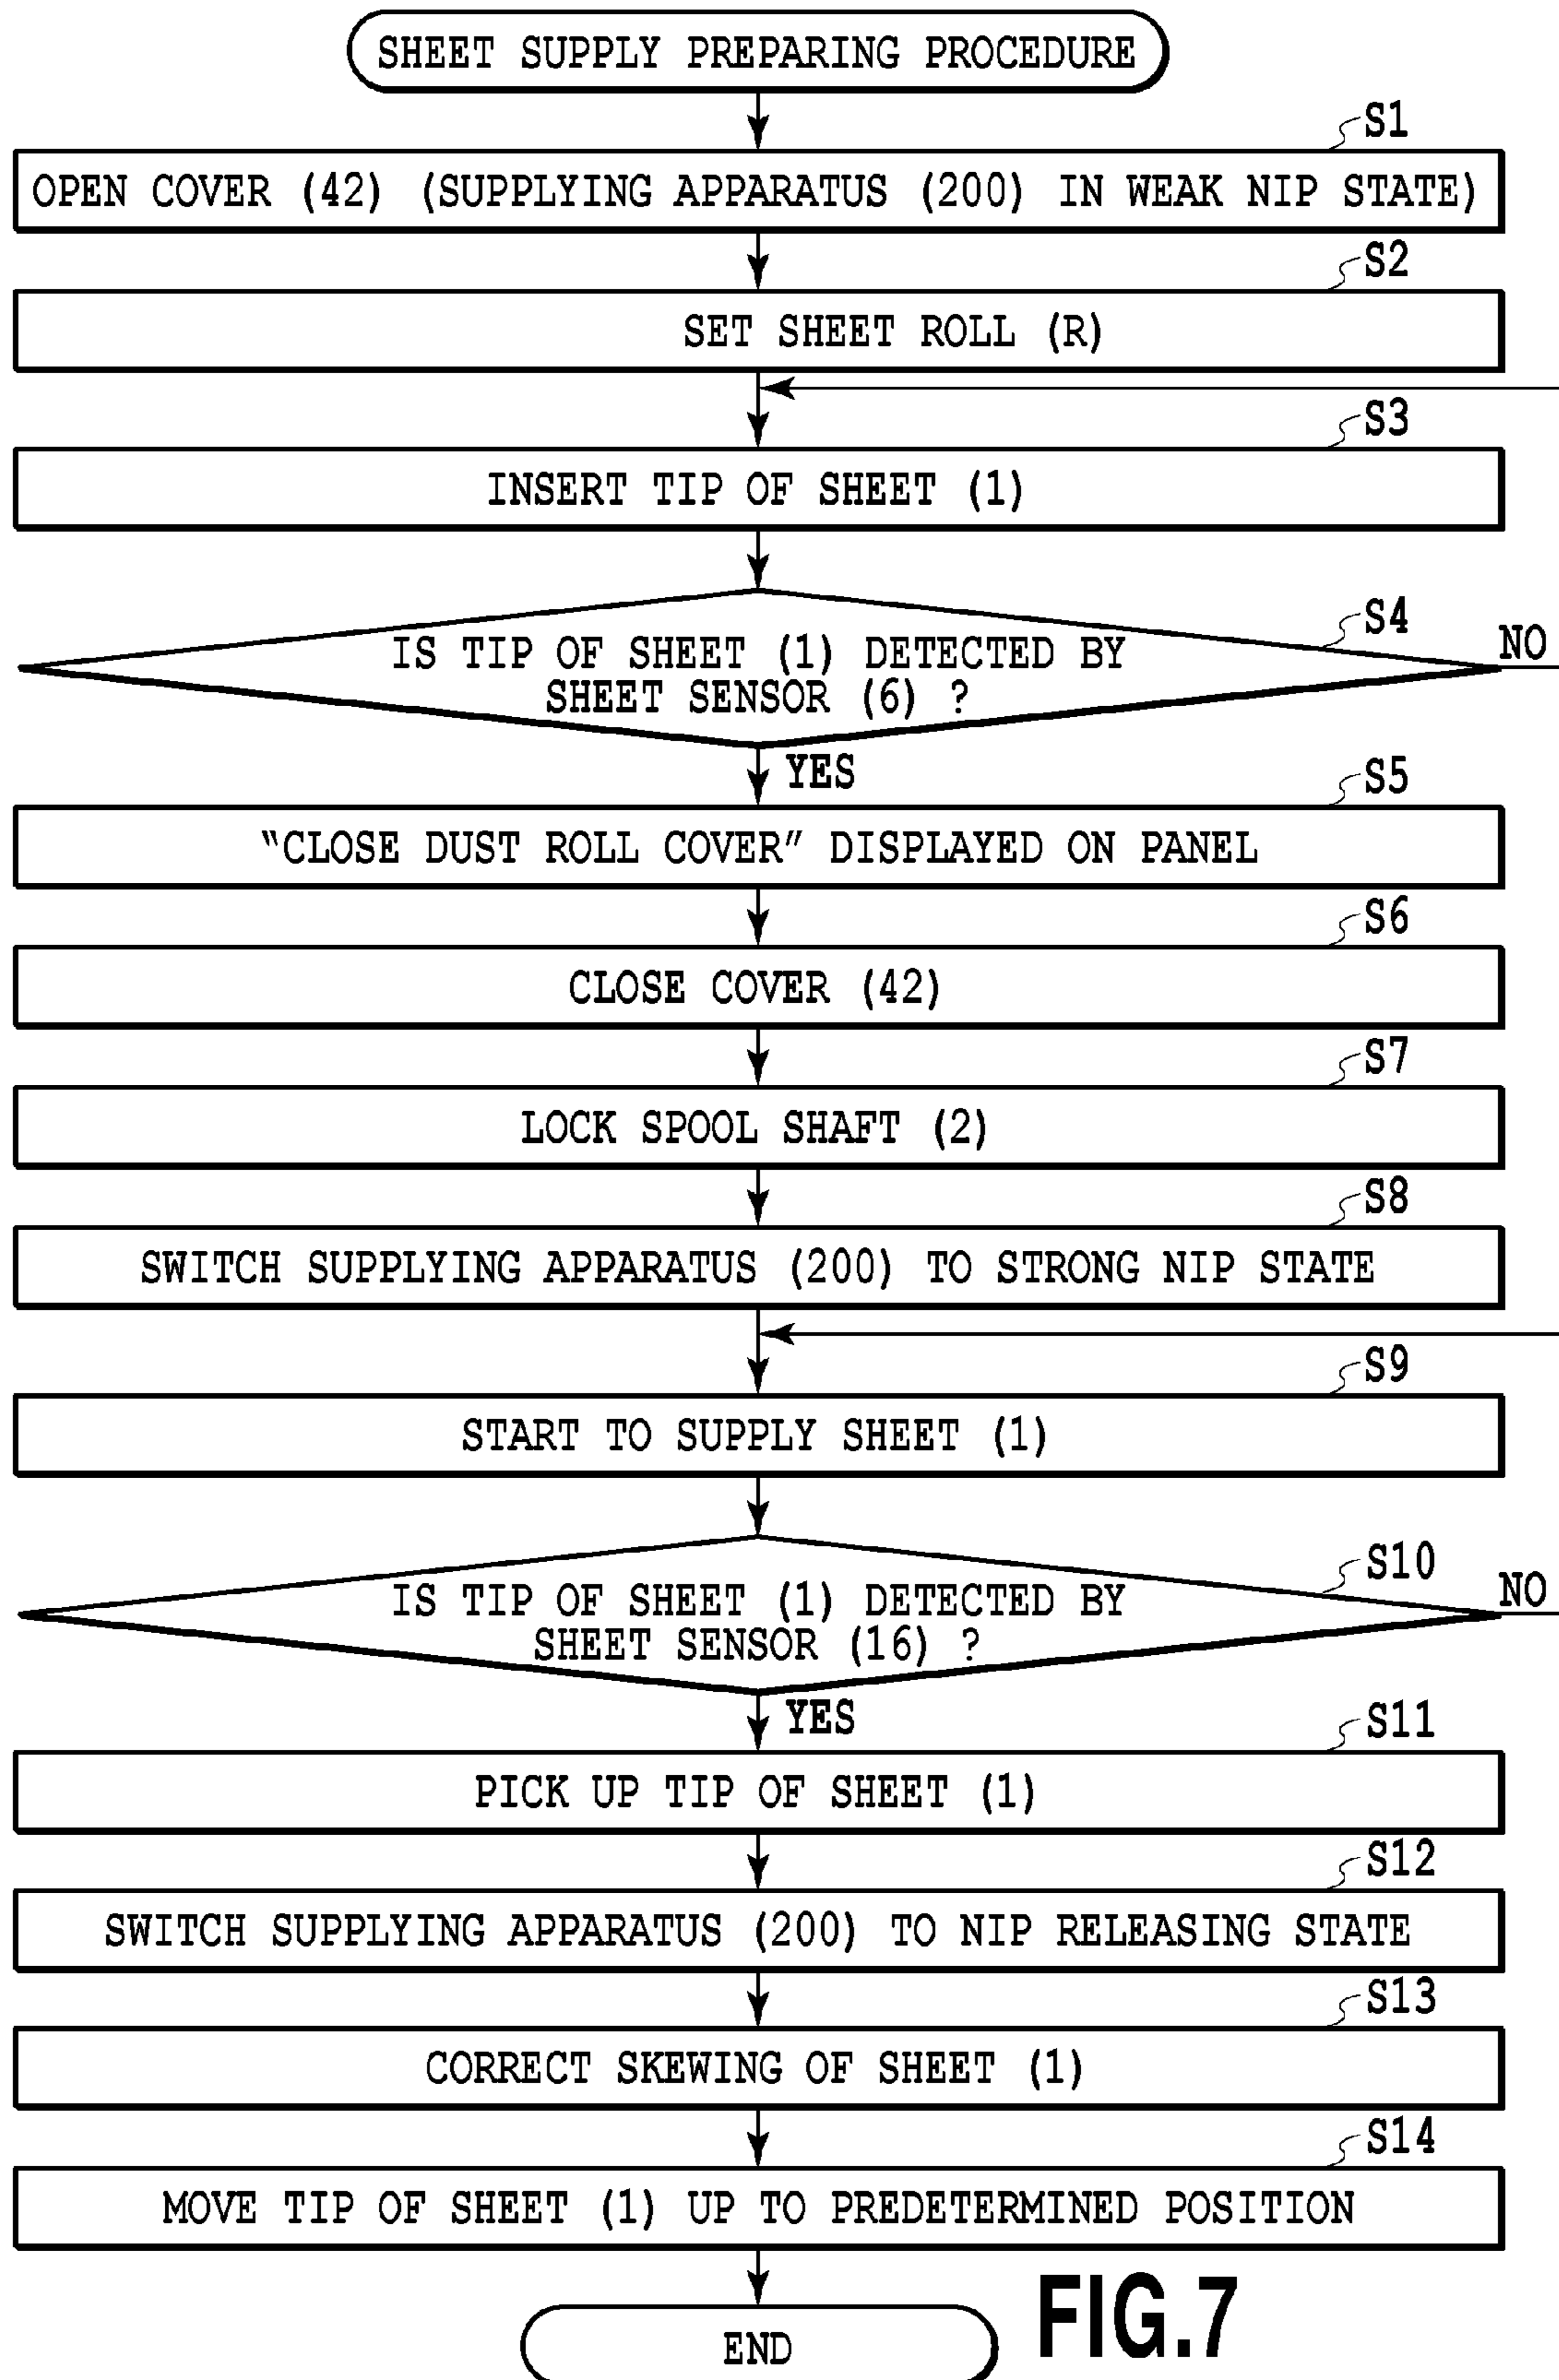 SHEET SUPPLY PREPARING PROCEDURE
S1
OPEN COVER (42) (SUPPLYING APPARATUS (200) IN WEAK NIP STATE)
S2
SET SHEET ROLL (R)
S3
INSERT TIP OF SHEET (1)
S4
IS TIP OF SHEET (1) DETECTED BY
SHEET SENSOR (6) ?
NO
YES
S5
"CLOSE DUST ROLL COVER" DISPLAYED ON PANEL
S6
CLOSE COVER (42)
S7
LOCK SPOOL SHAFT (2)
S8
SWITCH SUPPLYING APPARATUS (200) TO STRONG NIP STATE
S9
START TO SUPPLY SHEET (1)
S10
IS TIP OF SHEET (1) DETECTED BY
SHEET SENSOR (16) ?
NO
YES
S11
PICK UP TIP OF SHEET (1)
S12
SWITCH SUPPLYING APPARATUS (200) TO NIP RELEASING STATE
S13
CORRECT SKEWING OF SHEET (1)
S14
MOVE TIP OF SHEET (1) UP TO PREDETERMINED POSITION
END
FIG.7